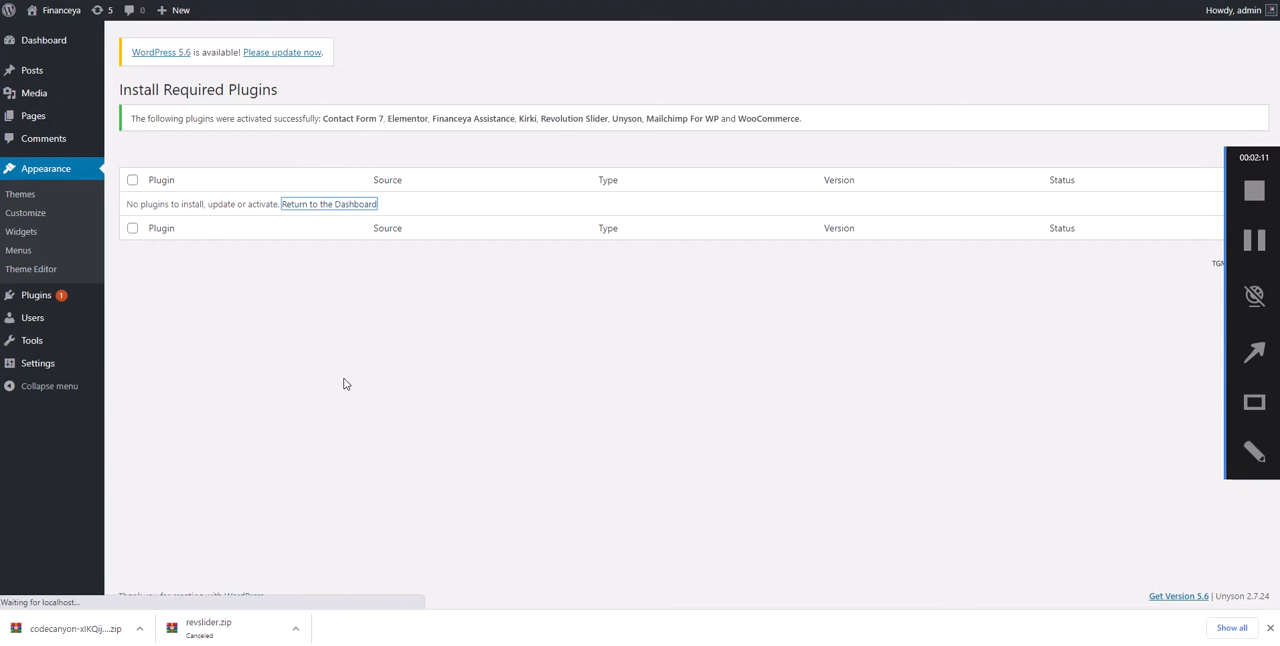 Financeya 5 0 New Howdy, admin
Dashboard
Posts
Media
Pages
Comments
Appearance
Themes
Customize
Widgets
Menus
Theme Editor
Plugins 1
Users
Tools
Settings
Collapse menu
WordPress 5.6 is available! Please update now.
Install Required Plugins
The following plugins were activated successfully: Contact Form 7, Elementor, Financeya Assistance, Kirki, Revolution Slider, Unyson, Mailchimp For WP and WooCommerce.
Plugin Source Type Version Status
No plugins to install, update or activate. Return to the Dashboard
Plugin Source Type Version Status
TGM
00:02:11
Thank you for creating with WordPress
Get Version 5.6 | Unyson 2.7.24
Waiting for localhost...
codecanyon-xIKQij....zip
revslider.zip
Canceled
Show all